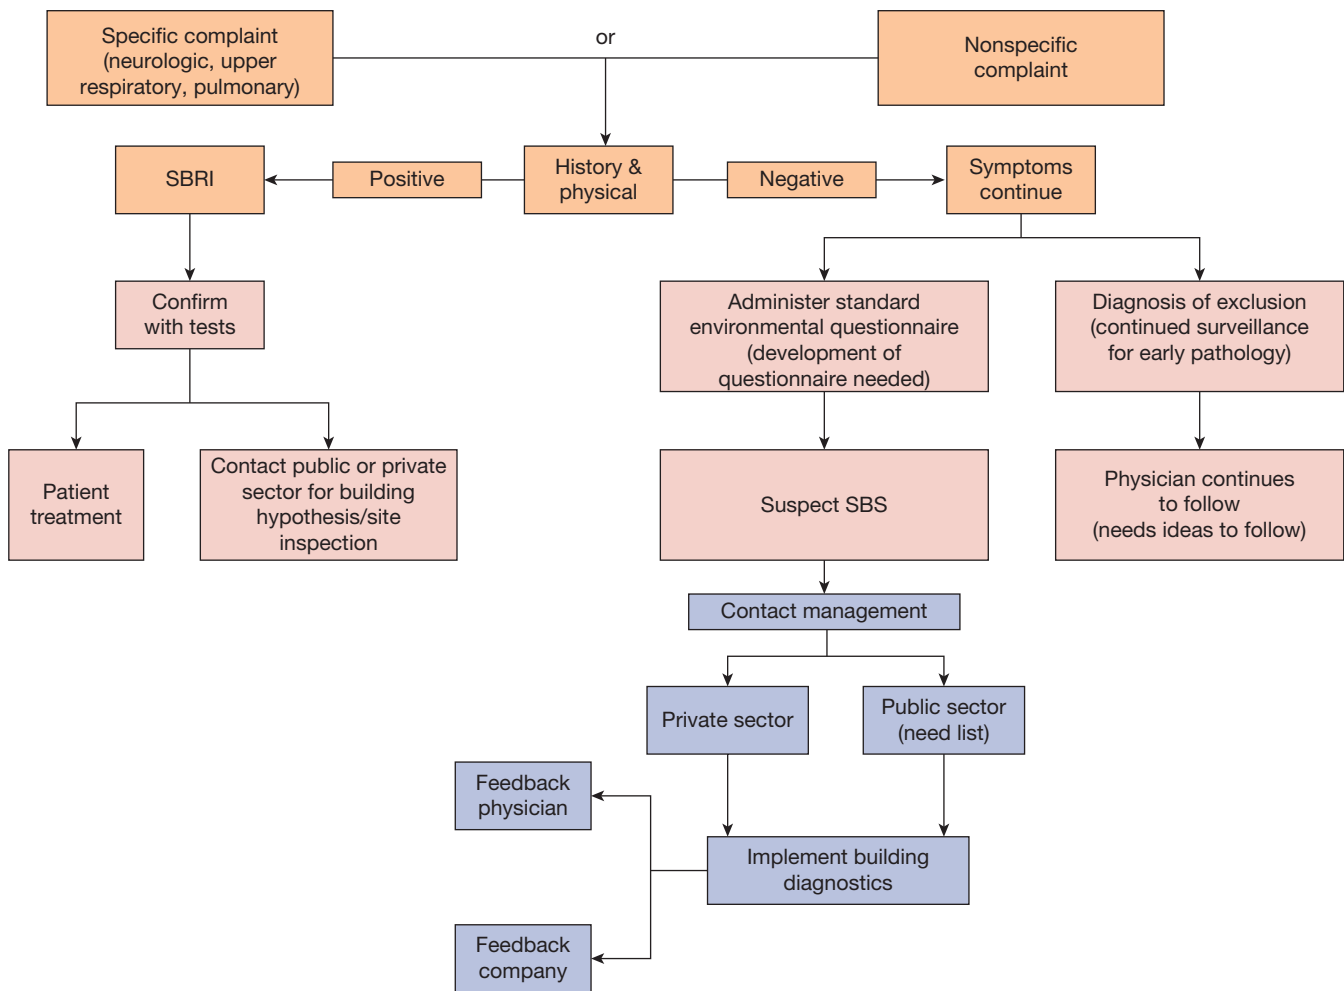 Specific complaint
(neurologic, upper
respiratory, pulmonary)
or
Nonspecific
complaint
SBRI
Positive
History &
physical
Negative
Symptoms
continue
Confirm
with tests
Administer standard
environmental questionnaire
(development of
questionnaire needed)
Diagnosis of exclusion
(continued surveillance
for early pathology)
Patient
treatment
Contact public or private
sector for building
hypothesis/site
inspection
Suspect SBS
Physician continues
to follow
(needs ideas to follow)
Contact management
Private sector
Public sector
(need list)
Feedback
physician
Implement building
diagnostics
Feedback
company